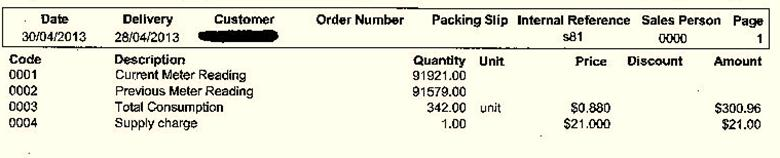 Date Delivery Customer Order Number Packing Slip Internal Reference Sales Person Page
30/04/2013 28/04/2013 s81 0000 1
Code Description Quantity Unit Price Discount Amount
0001 Current Meter Reading 91921.00
0002 Previous Meter Reading 91579.00
0003 Total Consumption 342.00 unit $0.880 $300.96
0004 Supply charge 1.00 $21.000 $21.00